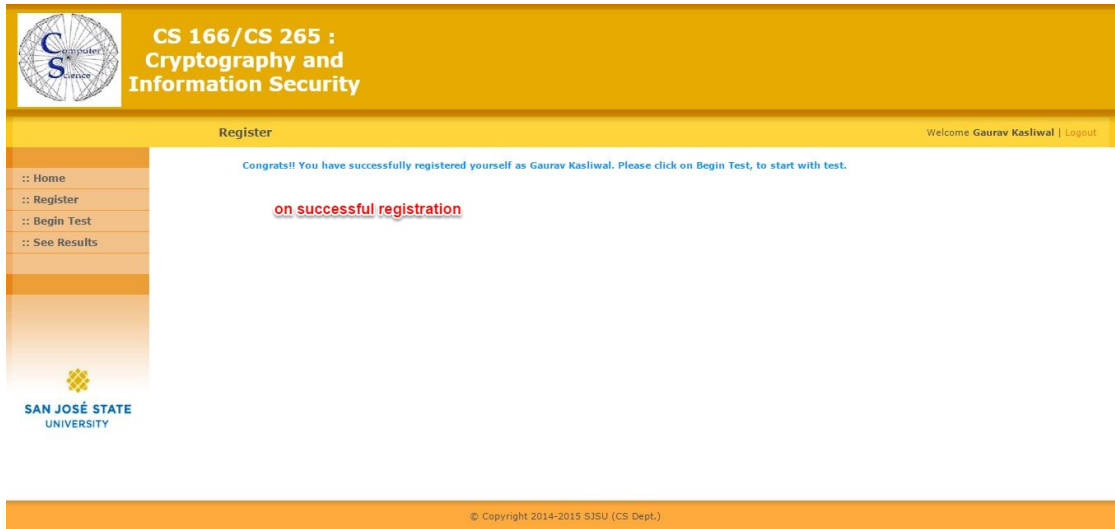 Computer
Science
CS 166/CS 265 :
Cryptography and
Information Security
Register
Welcome Gaurav Kasliwal | Logout
:: Home
:: Register
:: Begin Test
:: See Results
Congrats!! You have successfully registered yourself as Gaurav Kasliwal. Please click on Begin Test, to start with test.
on successful registration
SAN JOSÉ STATE
UNIVERSITY
© Copyright 2014-2015 SJSU (CS Dept.)